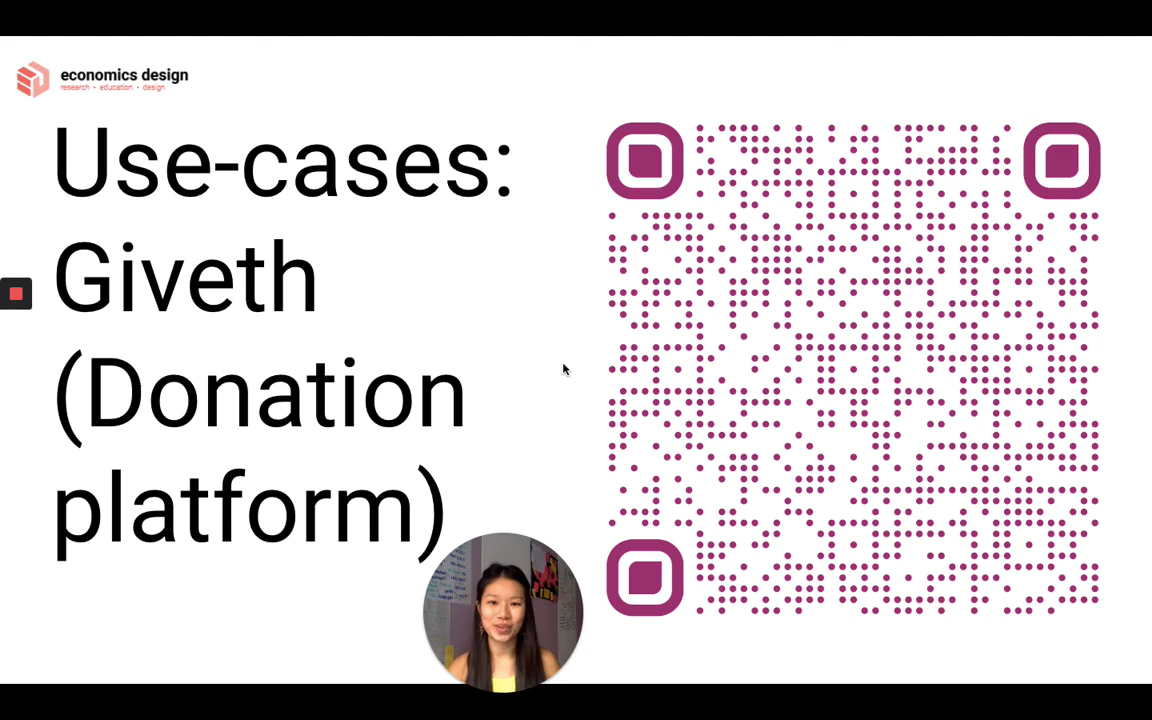 economics design
research • education • design
Use-cases:
Giveth
(Donation
platform)